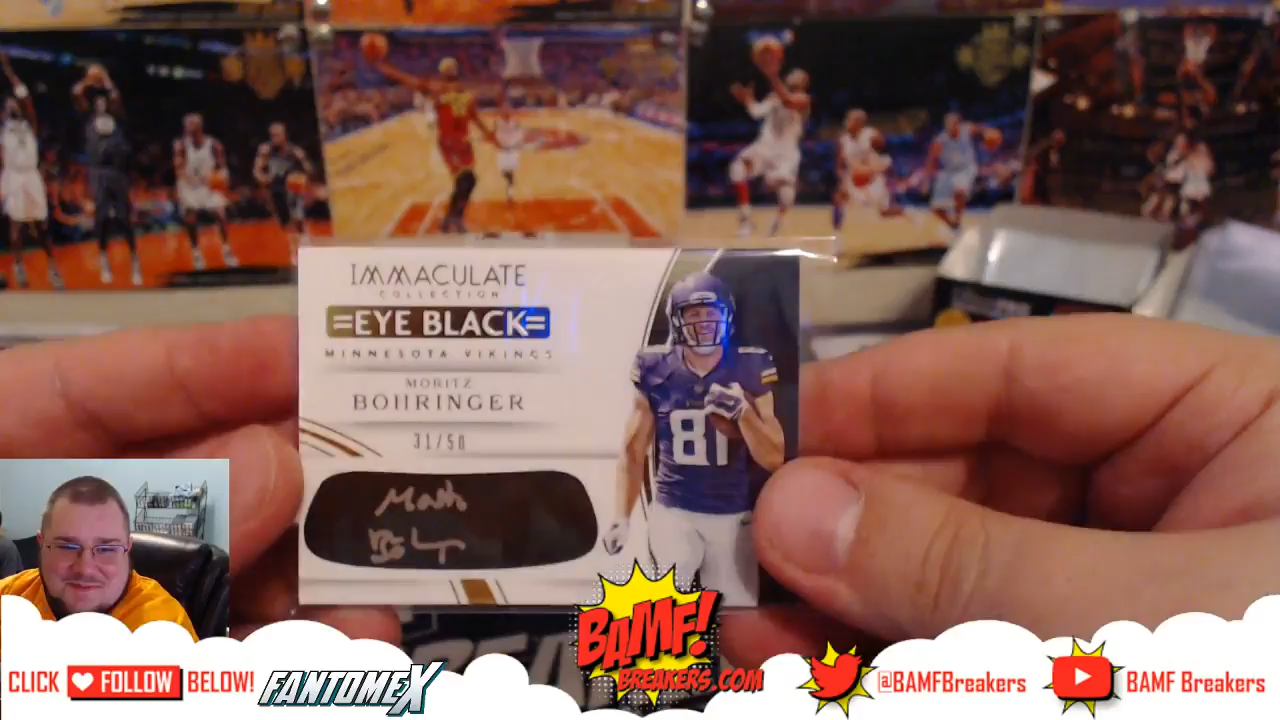 IMMACULATE
COLLECTION
=EYE BLACK=
MINNESOTA VIKINGS
MORITZ
BOHRINGER
31/50
81
BAMF!
BREAKERS.COM
CLICK FOLLOW BELOW!
FANTOMEX
@BAMFBreakers
BAMF Breakers